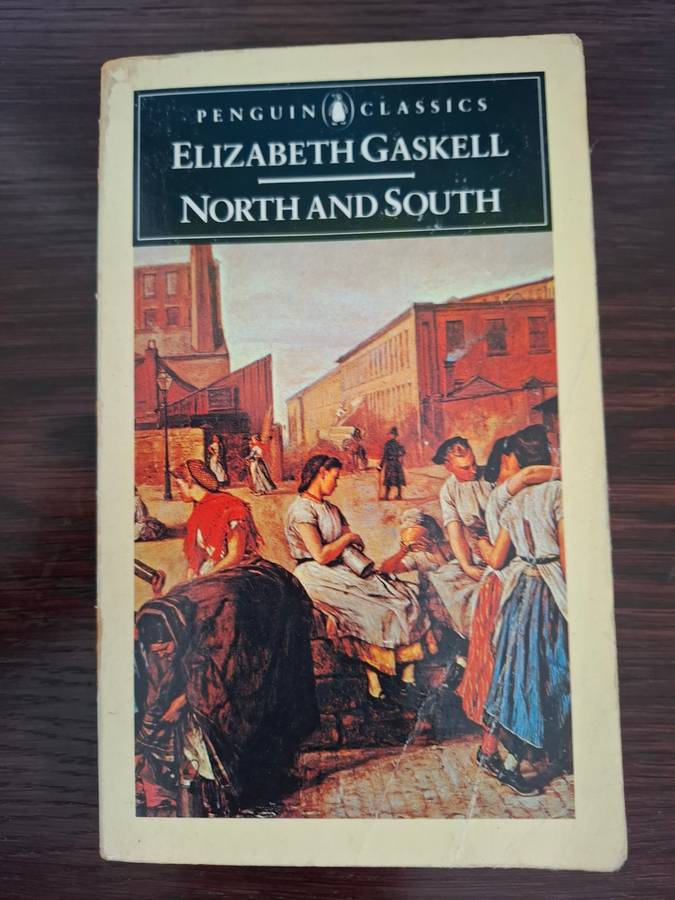 PENGUIN CLASSICS
ELIZABETH GASKELL
NORTH AND SOUTH